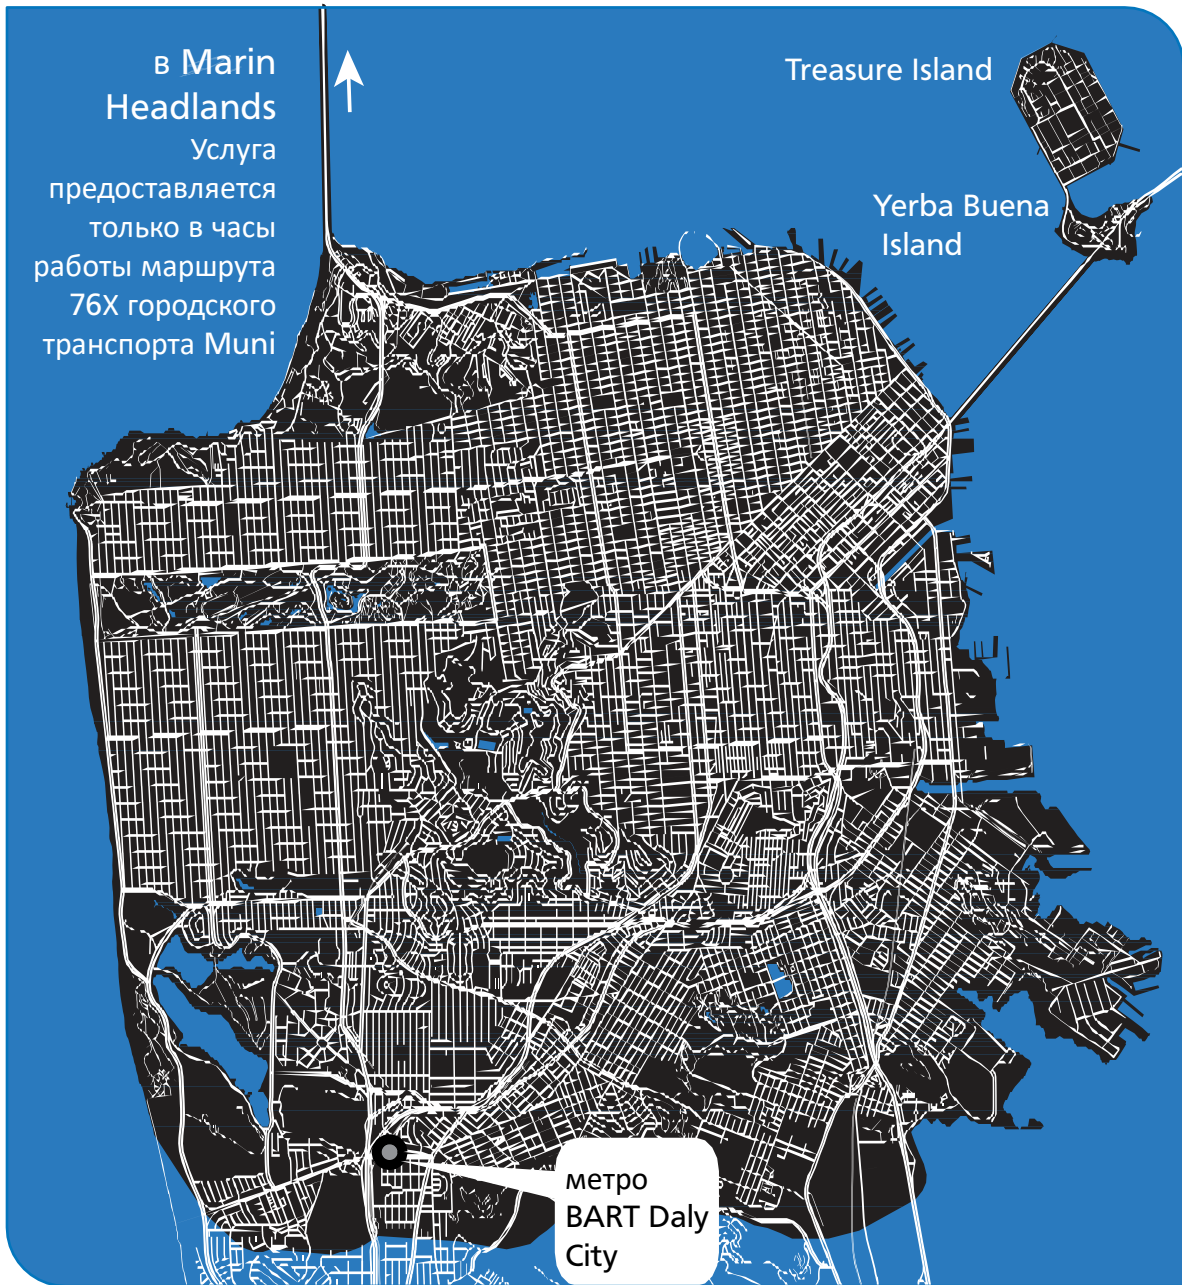 в Marin
Headlands
Услуга
предоставляется
только в часы
работы маршрута
76X городского
транспорта Muni
Treasure Island
Yerba Buena
Island
метро
BART Daly
City